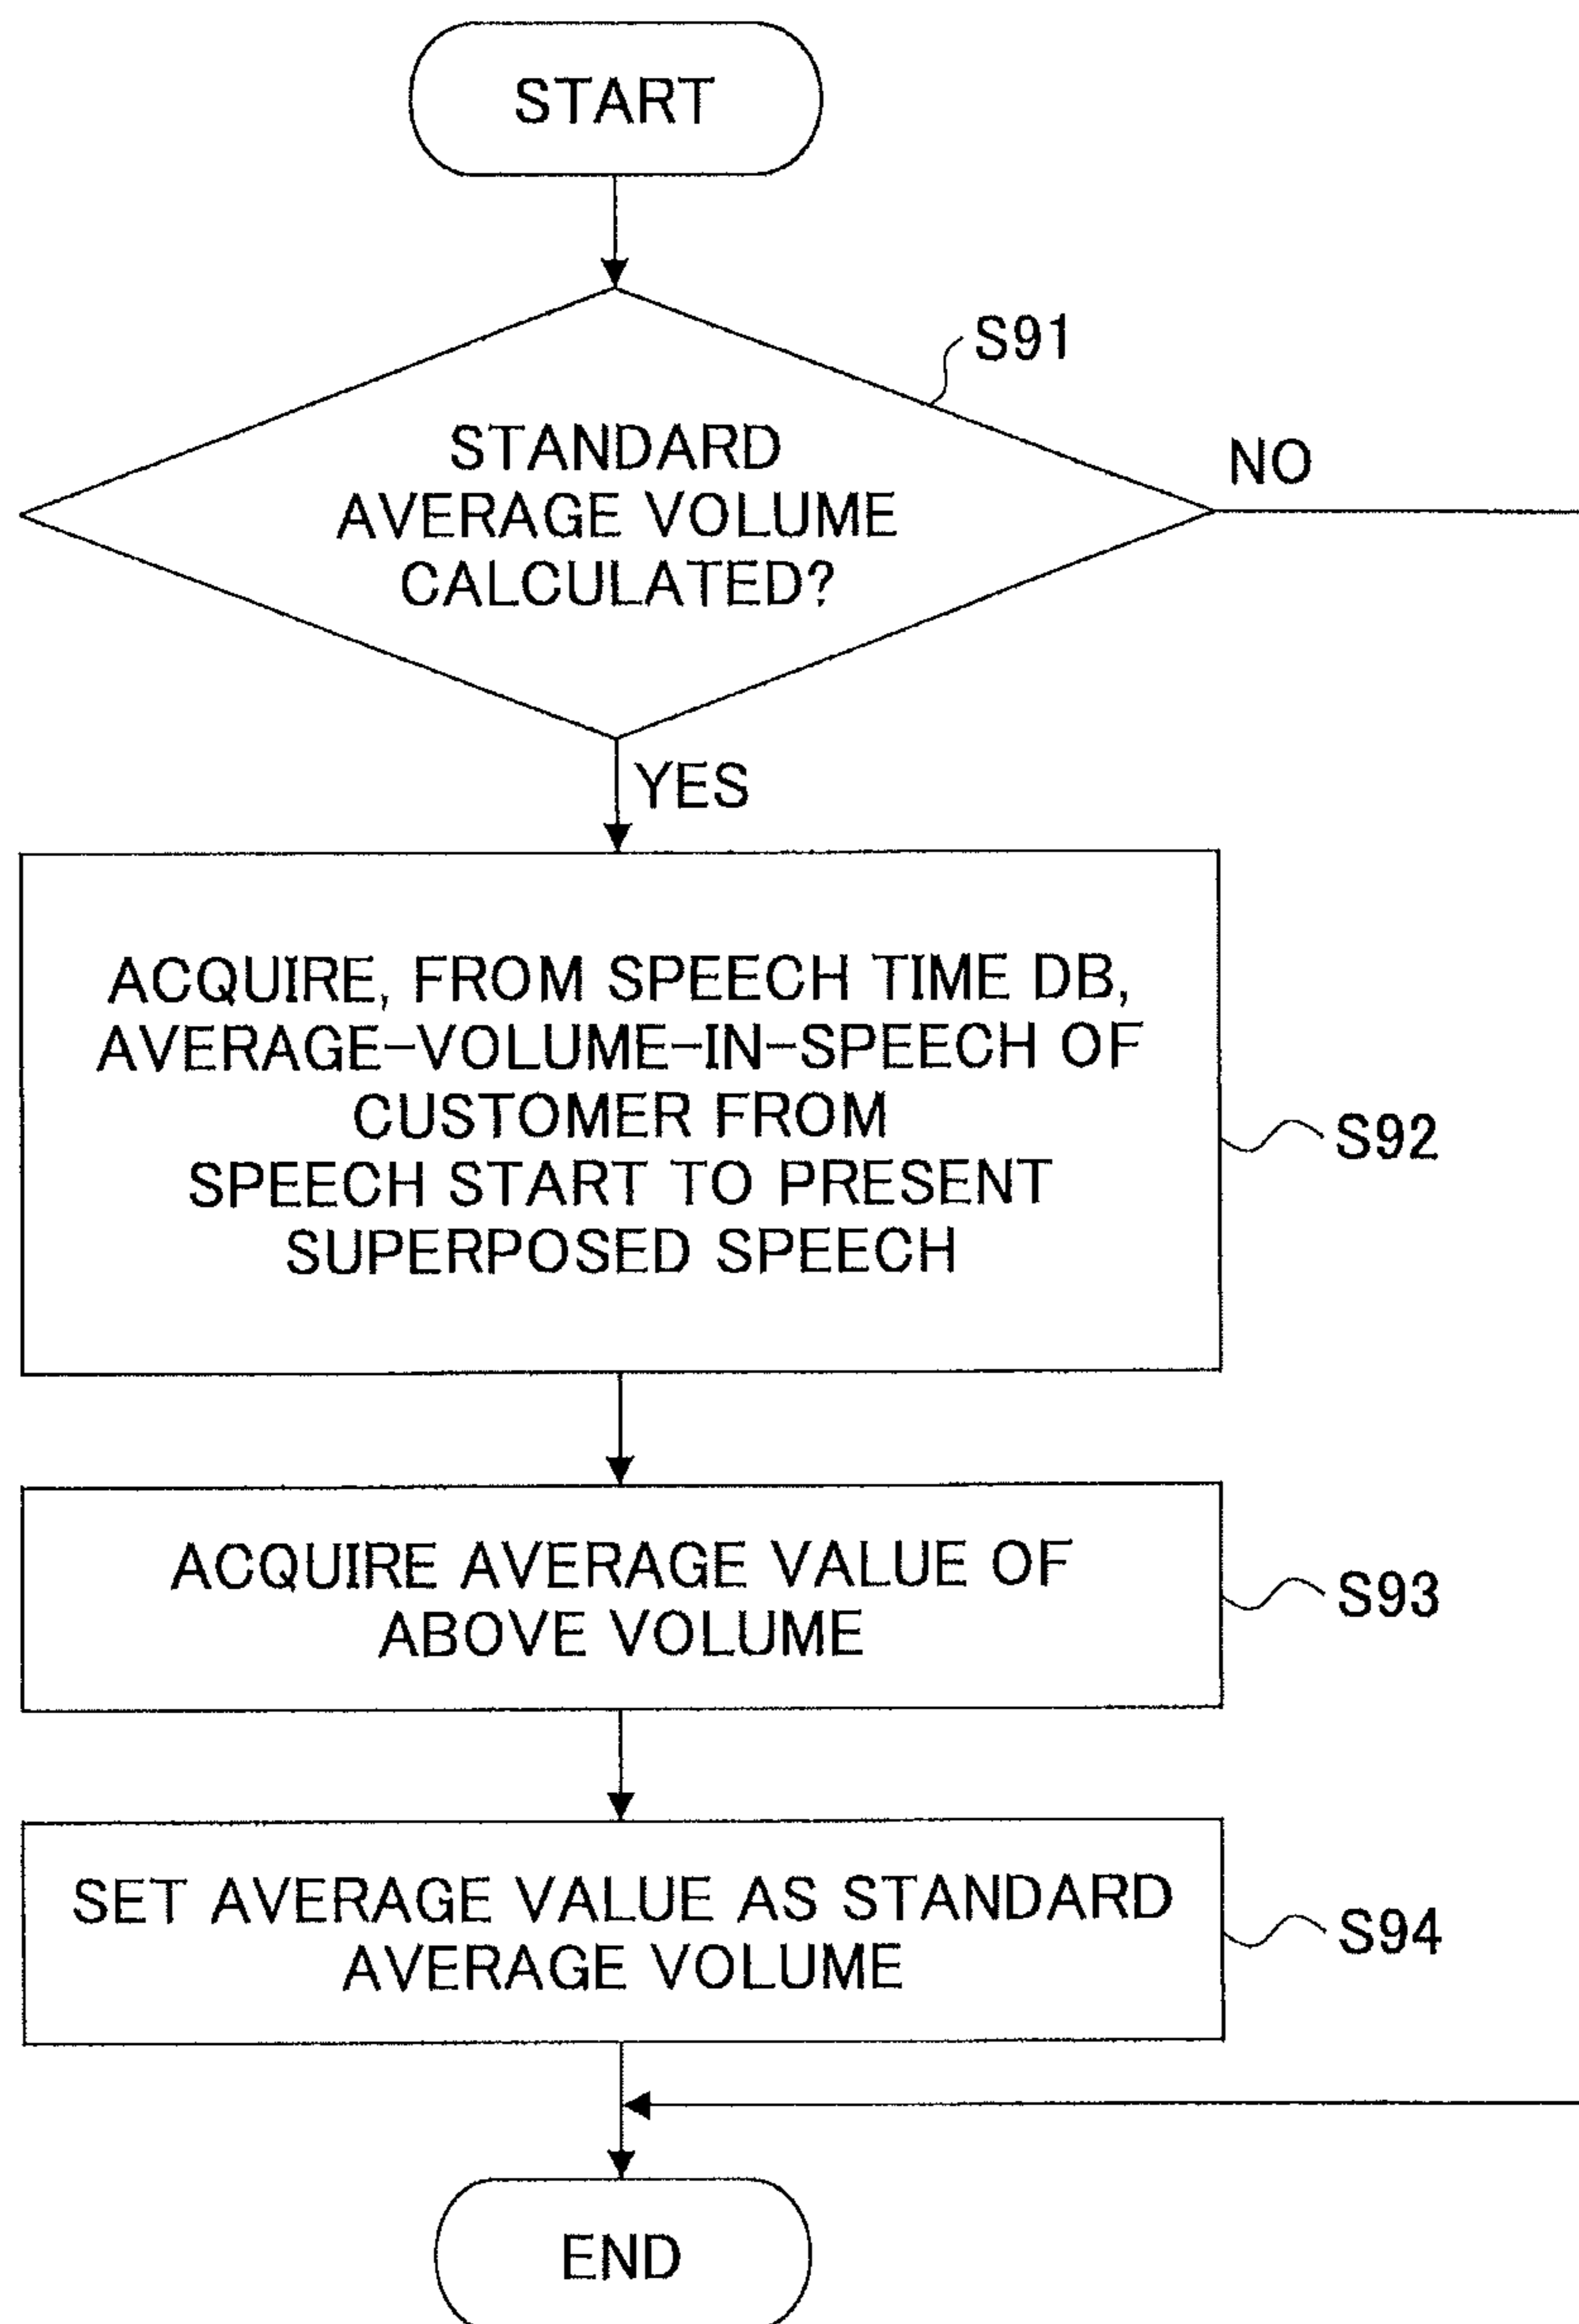 START
S91
STANDARD
AVERAGE VOLUME
CALCULATED?
NO
YES
ACQUIRE, FROM SPEECH TIME DB,
AVERAGE-VOLUME-IN-SPEECH OF
CUSTOMER FROM
SPEECH START TO PRESENT
SUPERPOSED SPEECH
S92
ACQUIRE AVERAGE VALUE OF
ABOVE VOLUME
S93
SET AVERAGE VALUE AS STANDARD
AVERAGE VOLUME
S94
END